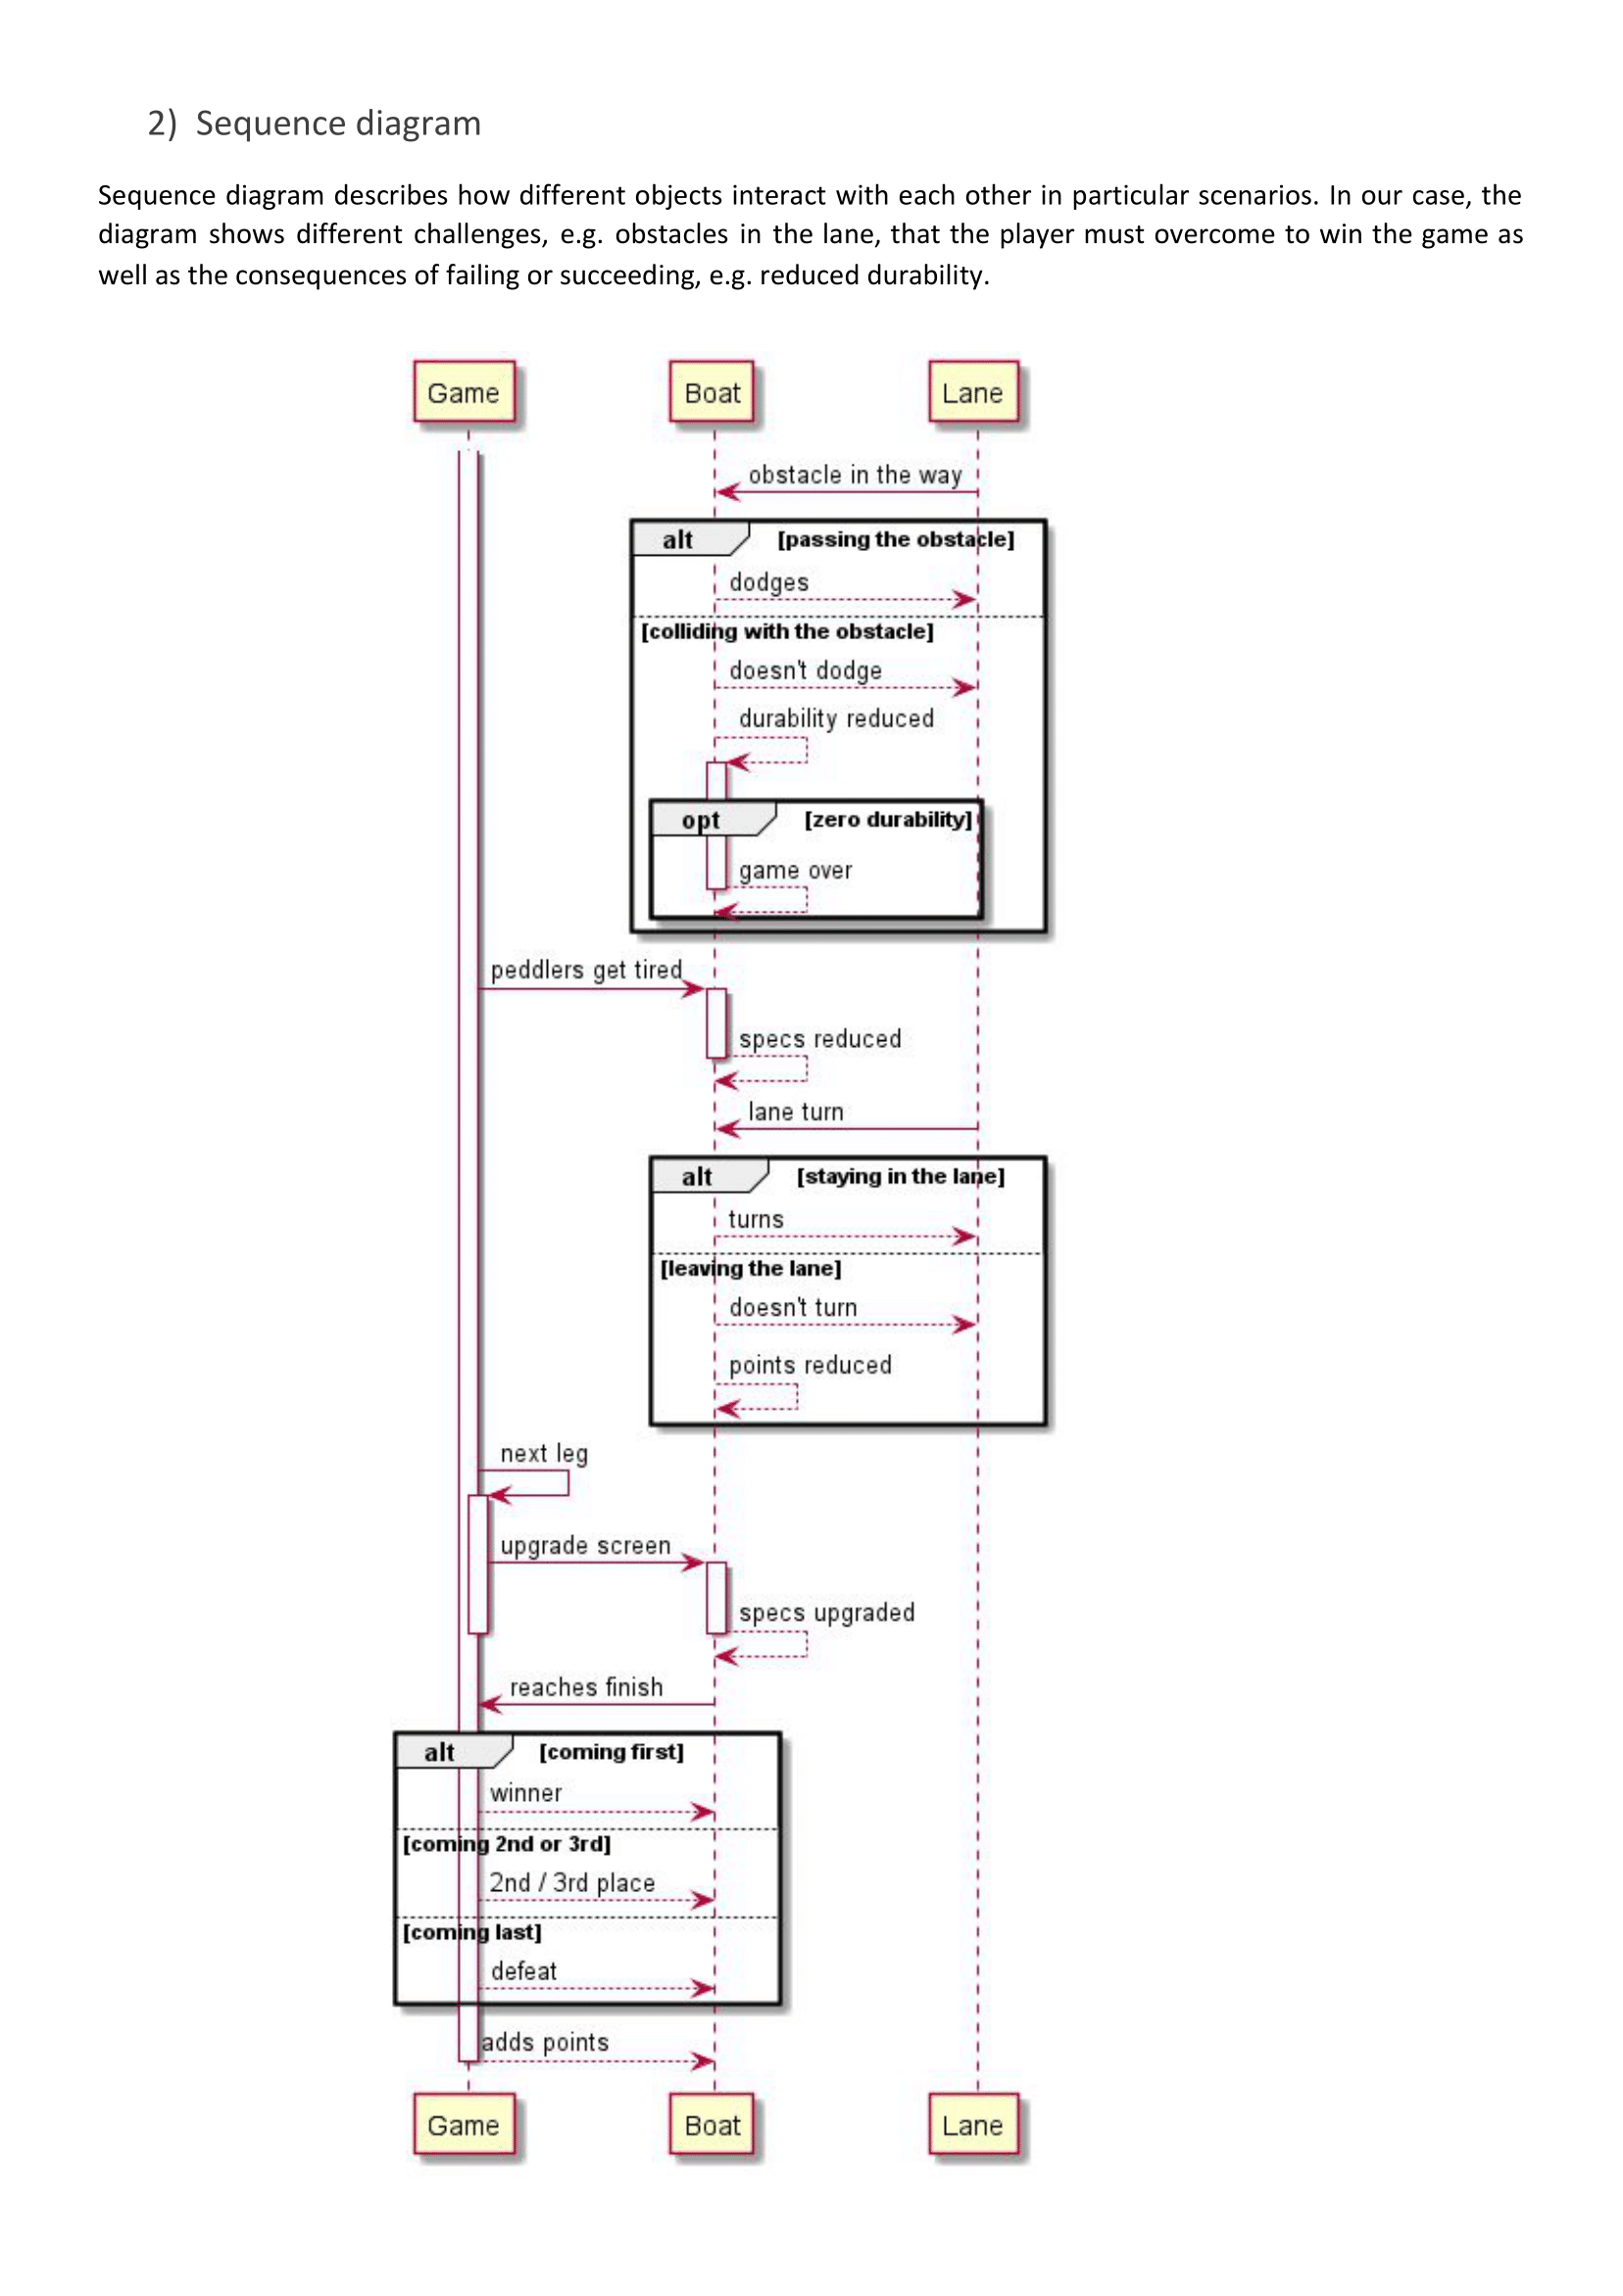 2) Sequence diagram
Sequence diagram describes how different objects interact with each other in particular scenarios. In our case, the
diagram shows different challenges, e.g. obstacles in the lane, that the player must overcome to win the game as
well as the consequences of failing or succeeding, e.g. reduced durability.
Game Boat Lane
obstacle in the way
alt [passing the obstacle]
dodges
[colliding with the obstacle]
doesn't dodge
durability reduced
opt [zero durability]
game over
peddlers get tired
specs reduced
lane turn
alt [staying in the lane]
turns
[leaving the lane]
doesn't turn
points reduced
next leg
upgrade screen
specs upgraded
reaches finish
alt [coming first]
winner
[coming 2nd or 3rd]
2nd / 3rd place
[coming last]
defeat
adds points
Game Boat Lane